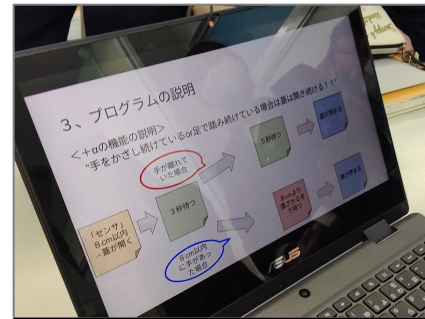 3、プログラムの説明
＜+αの機能の説明＞
“手をかざし続けているor足で踏み続けている場合は蓋は開き続ける！！”
手が離れて
いた場合
5秒待つ
蓋が閉まる
「センサ」
8cm以内
→蓋が開く
3秒待つ
8cm以内
に手があっ
た場合
8cmより
遠ざかるま
で待つ
蓋が閉まる
ASUS